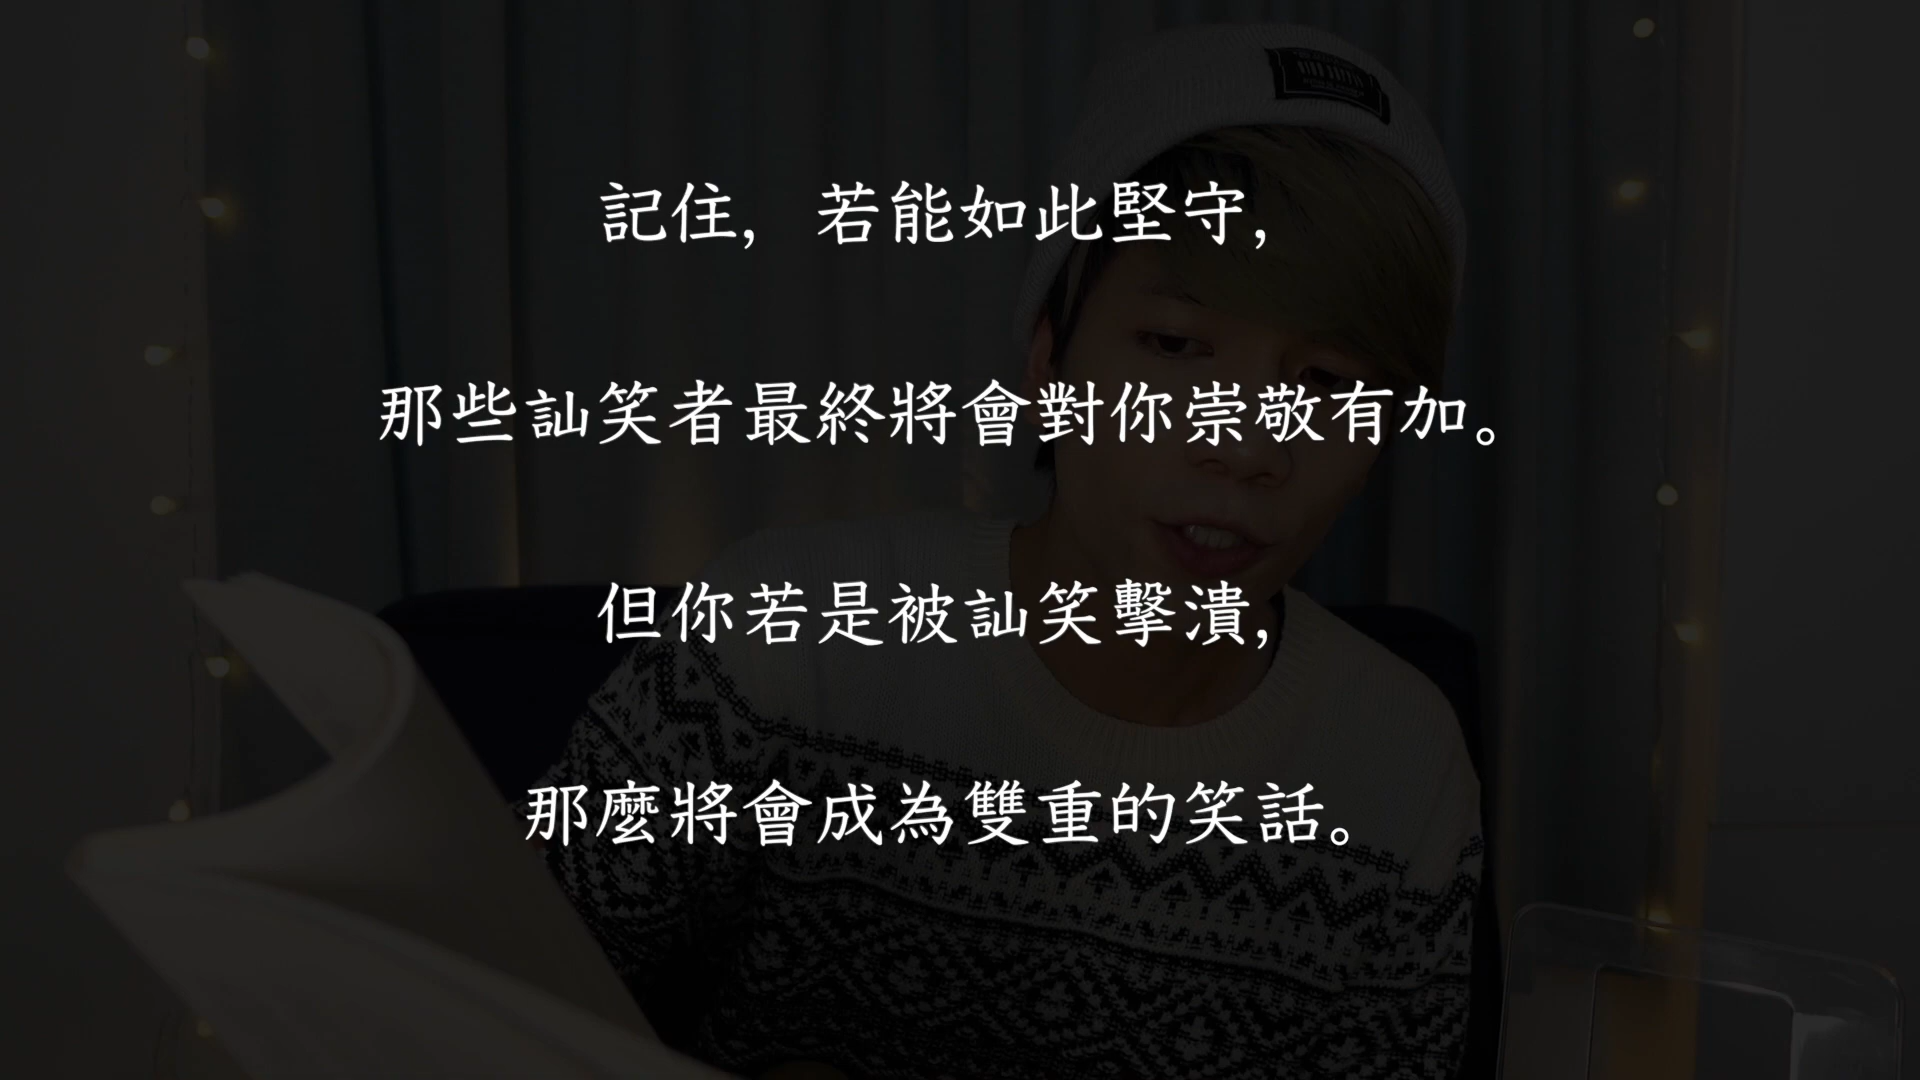 記住，若能如此堅守，
那些訕笑者最終將會對你崇敬有加。
但你若是被訕笑擊潰，
那麼將會成為雙重的笑話。